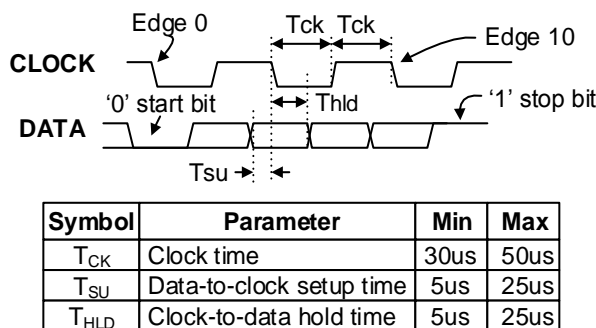 Edge 0
Tck Tck
Edge 10
CLOCK
'0' start bit
Thld
'1' stop bit
DATA
Tsu
Symbol Parameter Min Max
TCK Clock time 30us 50us
TSU Data-to-clock setup time 5us 25us
THLD Clock-to-data hold time 5us 25us